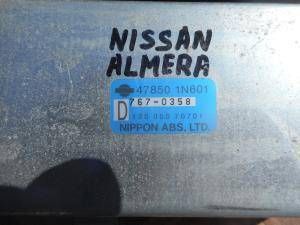 NISSAN
ALMERA
47850 1N601
D 767-0358
NIPPON ABS, LTD.